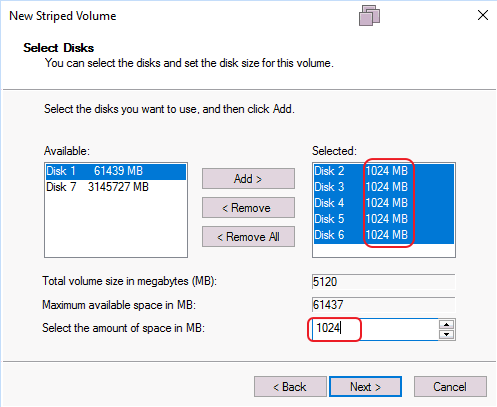 New Striped Volume
Select Disks
You can select the disks and set the disk size for this volume.
Select the disks you want to use, and then click Add.
Available:
Disk 1 61439 MB
Disk 7 3145727 MB
Add >
< Remove
< Remove All
Selected:
Disk 2 1024 MB
Disk 3 1024 MB
Disk 4 1024 MB
Disk 5 1024 MB
Disk 6 1024 MB
Total volume size in megabytes (MB): 5120
Maximum available space in MB: 61437
Select the amount of space in MB: 1024
< Back
Next >
Cancel